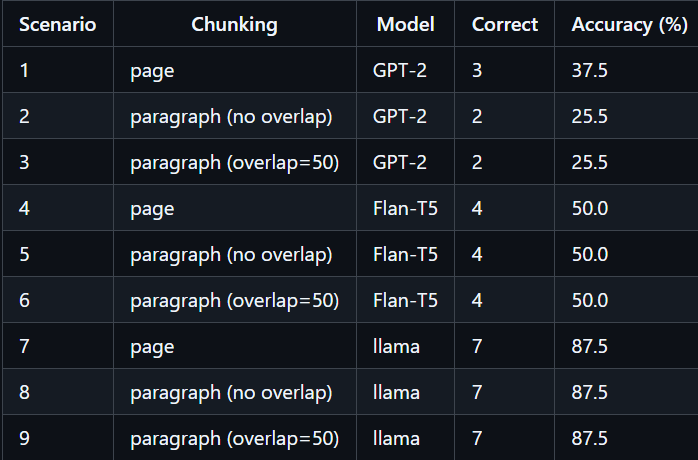 Scenario Chunking Model Correct Accuracy (%)
1 page GPT-2 3 37.5
2 paragraph (no overlap) GPT-2 2 25.5
3 paragraph (overlap=50) GPT-2 2 25.5
4 page Flan-T5 4 50.0
5 paragraph (no overlap) Flan-T5 4 50.0
6 paragraph (overlap=50) Flan-T5 4 50.0
7 page llama 7 87.5
8 paragraph (no overlap) llama 7 87.5
9 paragraph (overlap=50) llama 7 87.5